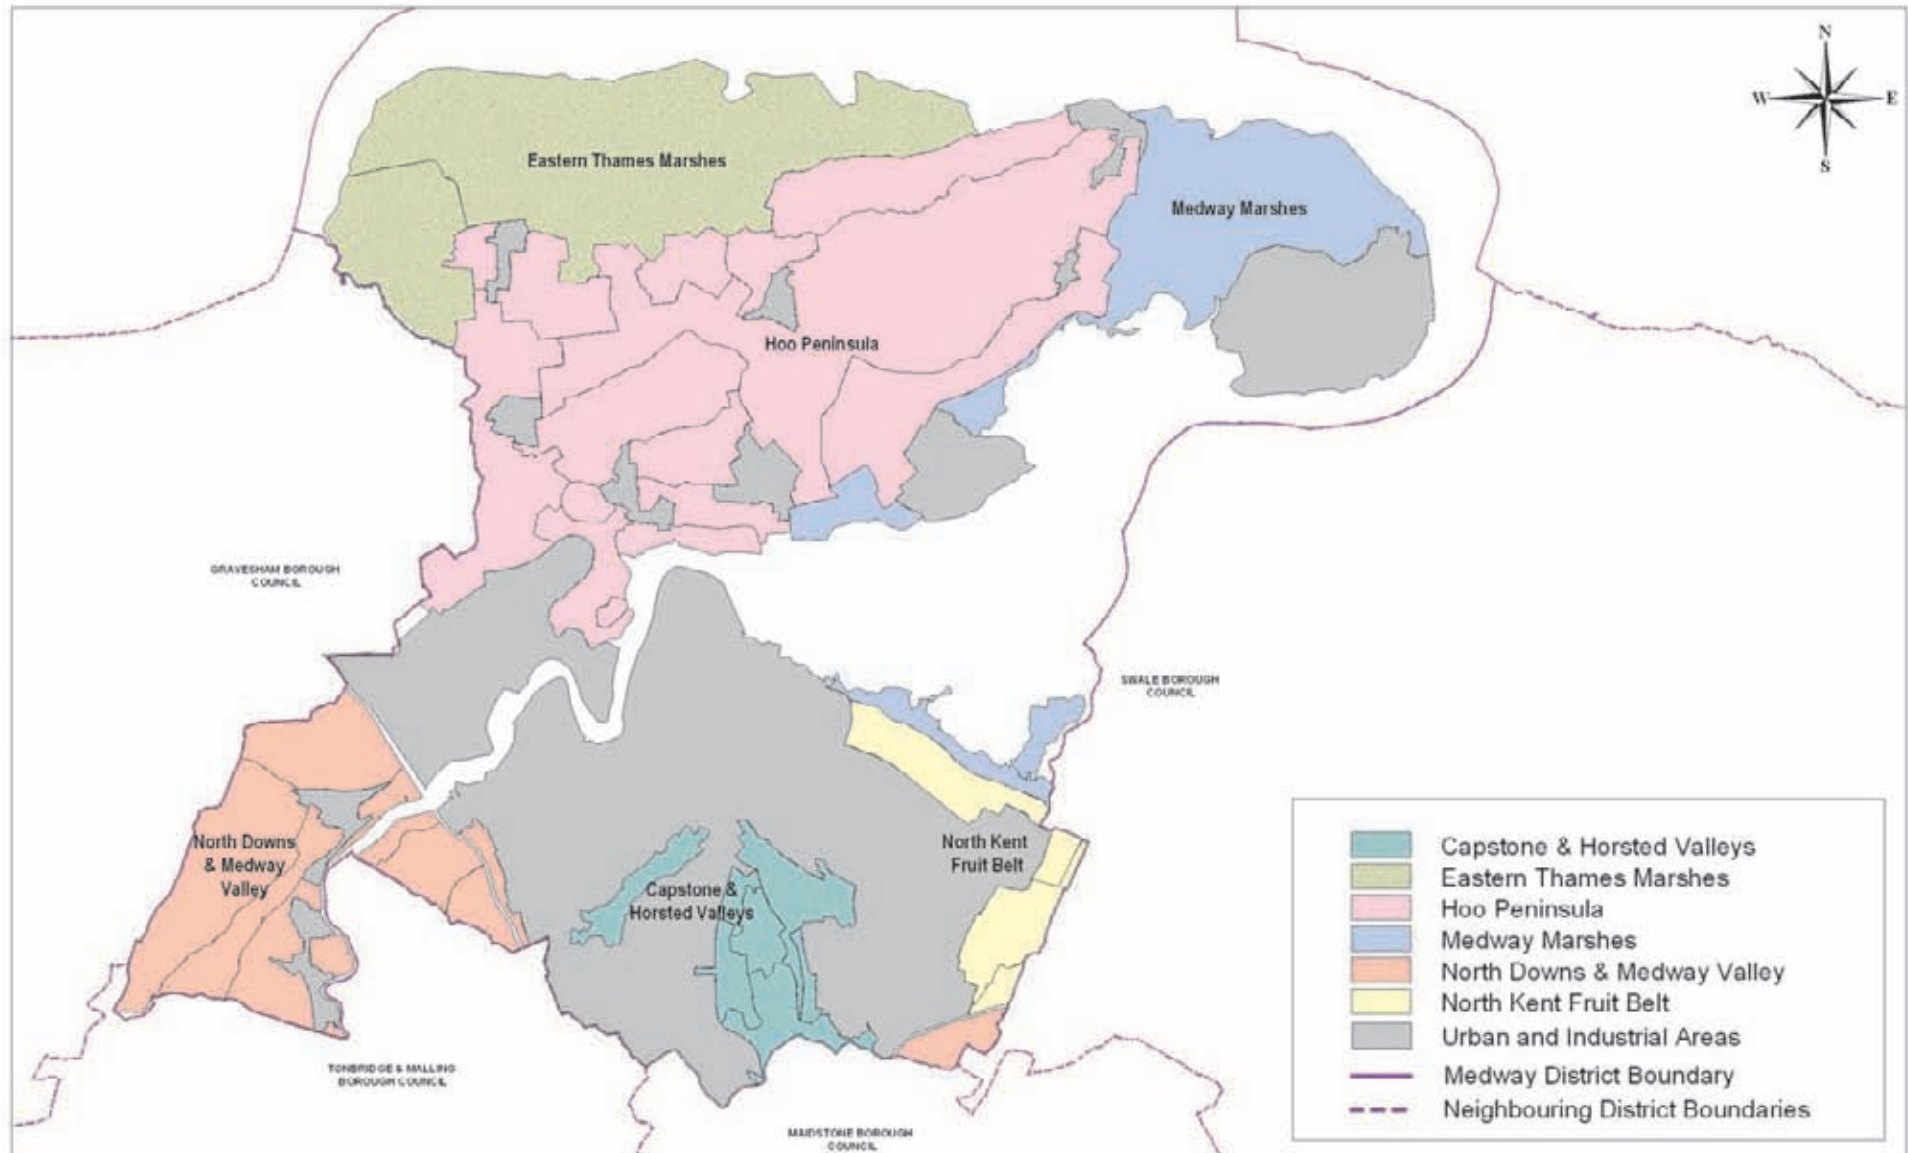 N
W
E
S
Eastern Thames Marshes
Medway Marshes
Hoo Peninsula
GRAVESHAM BOROUGH
COUNCIL
SWALE BOROUGH
COUNCIL
North Downs
& Medway
Valley
North Kent
Fruit Belt
Capstone &
Horsted Valleys
TONBRIDGE & MALLING
BOROUGH COUNCIL
MAIDSTONE BOROUGH
COUNCIL
Capstone & Horsted Valleys
Eastern Thames Marshes
Hoo Peninsula
Medway Marshes
North Downs & Medway Valley
North Kent Fruit Belt
Urban and Industrial Areas
Medway District Boundary
Neighbouring District Boundaries